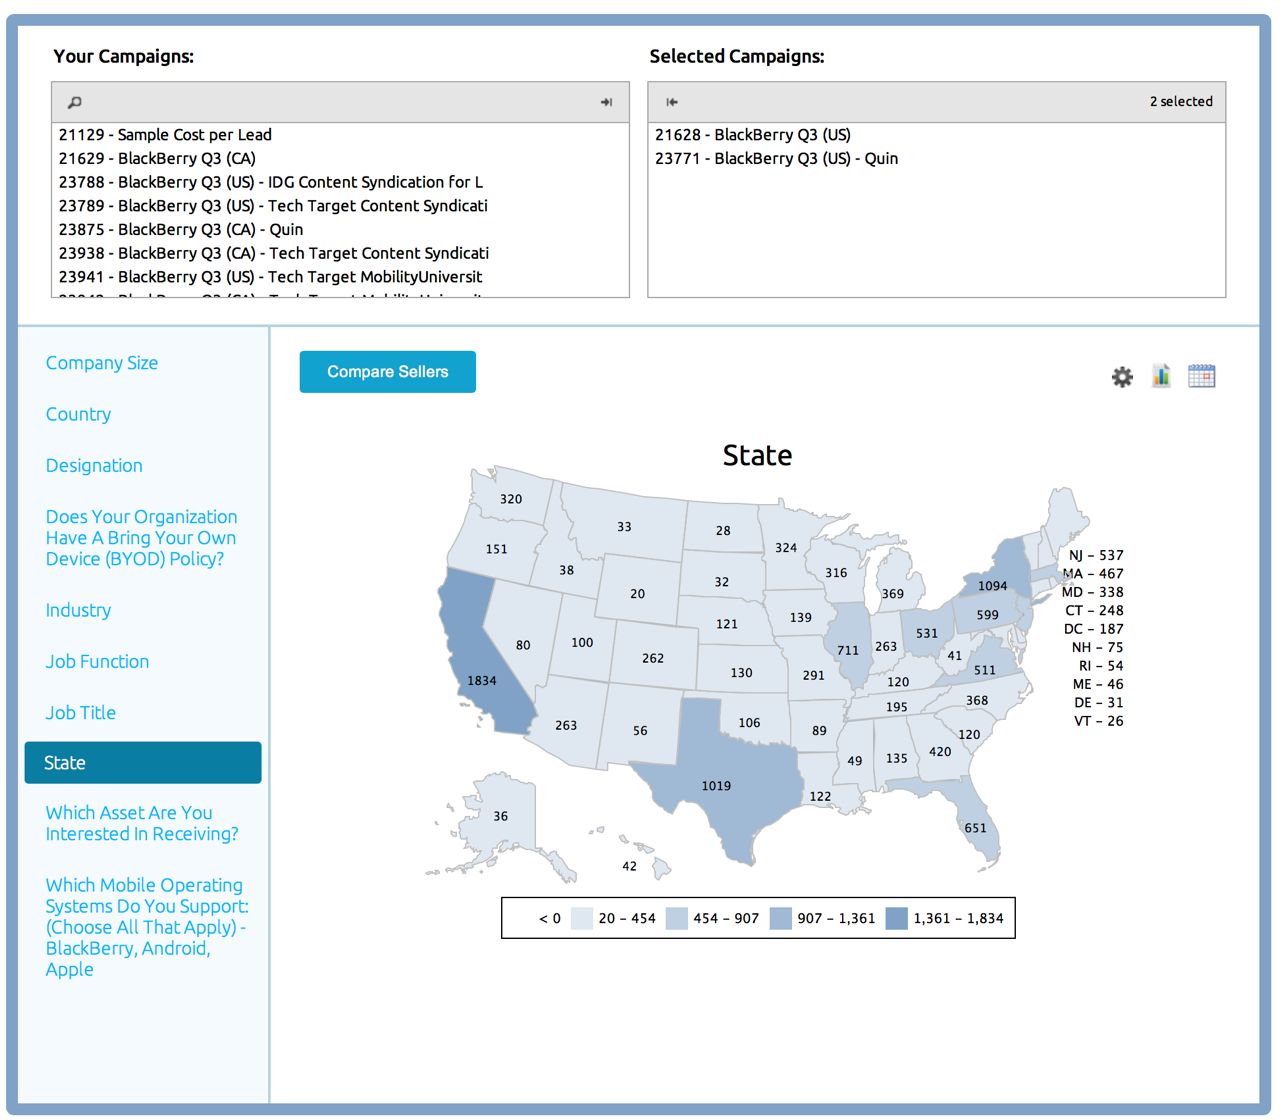 Your Campaigns:
Selected Campaigns:
2 selected
21129 - Sample Cost per Lead
21629 - BlackBerry Q3 (CA)
23788 - BlackBerry Q3 (US) - IDG Content Syndication for L
23789 - BlackBerry Q3 (US) - Tech Target Content Syndicati
23875 - BlackBerry Q3 (CA) - Quin
23938 - BlackBerry Q3 (CA) - Tech Target Content Syndicati
23941 - BlackBerry Q3 (US) - Tech Target MobilityUniversit
21628 - BlackBerry Q3 (US)
23771 - BlackBerry Q3 (US) - Quin
Company Size
Country
Designation
Does Your Organization
Have A Bring Your Own
Device (BYOD) Policy?
Industry
Job Function
Job Title
State
Which Asset Are You
Interested In Receiving?
Which Mobile Operating
Systems Do You Support:
(Choose All That Apply) -
BlackBerry, Android,
Apple
Compare Sellers
State
320
33
28
324
151
38
32
316
369
1094
20
121
139
599
80
100
262
711
263
531
41
511
1834
130
291
120
263
56
106
195
368
89
120
49
135
420
1019
122
651
36
42
NJ – 537
MA – 467
MD – 338
CT – 248
DC – 187
NH – 75
RI – 54
ME – 46
DE – 31
VT – 26
< 0 20 – 454 454 – 907 907 – 1,361 1,361 – 1,834